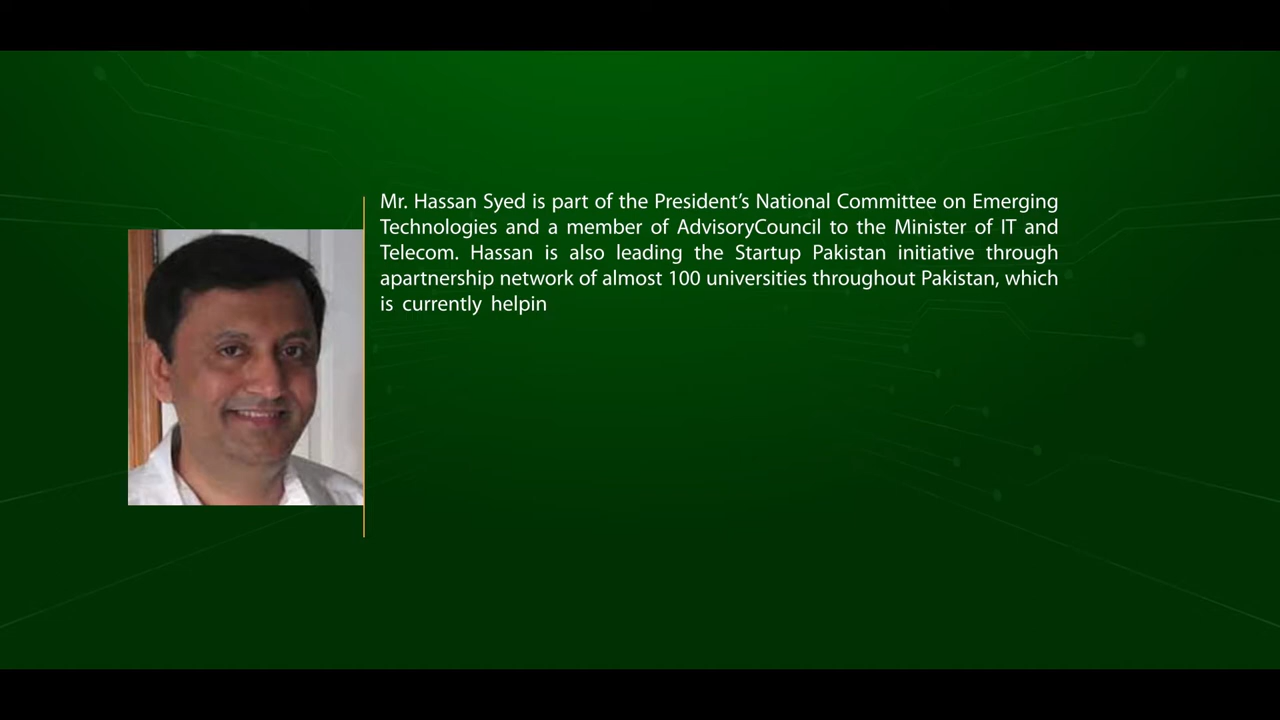 Mr. Hassan Syed is part of the President’s National Committee on Emerging
Technologies and a member of AdvisoryCouncil to the Minister of IT and
Telecom. Hassan is also leading the Startup Pakistan initiative through
apartnership network of almost 100 universities throughout Pakistan, which
is currently helpin